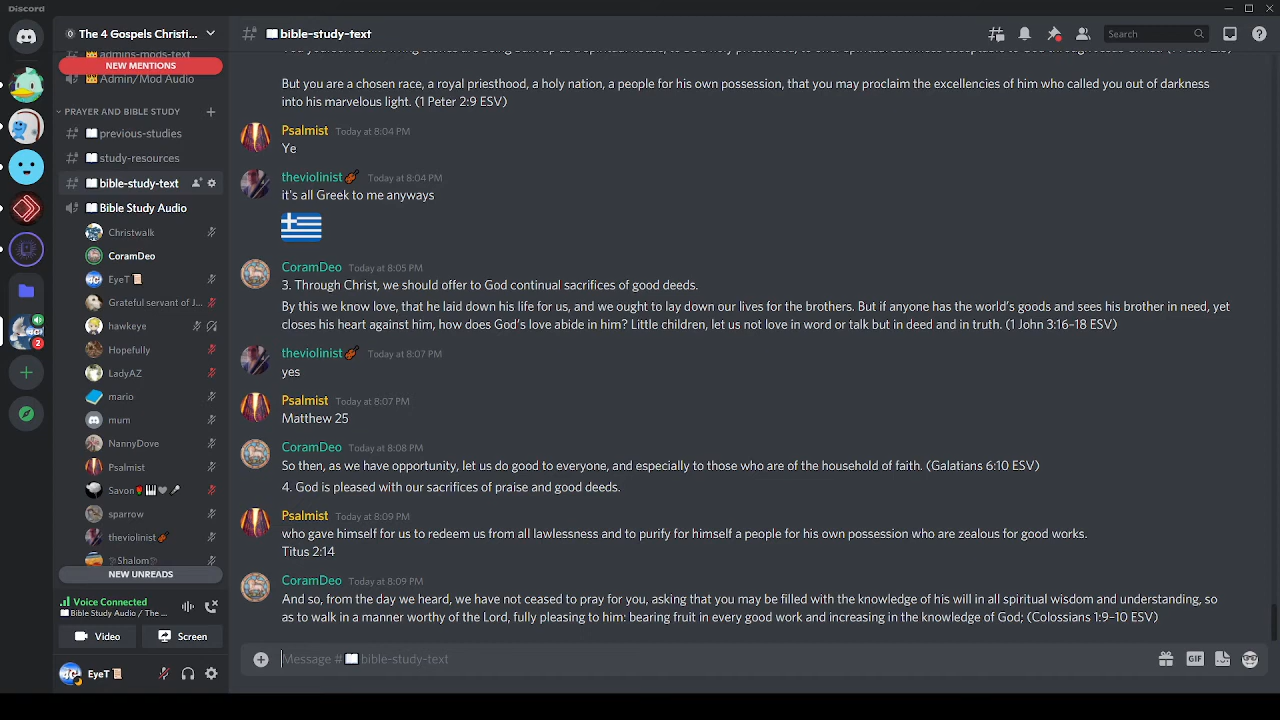 Discord
The 4 Gospels Christi...
bible-study-text
Search
admins-mods-text
NEW MENTIONS
Admin/Mod Audio
PRAYER AND BIBLE STUDY
previous-studies
study-resources
bible-study-text
Bible Study Audio
Christwalk
CoramDeo
EyeT
Grateful servant of J...
hawkeye
Hopefully
LadyAZ
mario
mum
NannyDove
Psalmist
Savon
sparrow
theviolinist
Shalom
NEW UNREADS
Voice Connected
Bible Study Audio / The ...
Video
Screen
EyeT
2
But you are a chosen race, a royal priesthood, a holy nation, a people for his own possession, that you may proclaim the excellencies of him who called you out of darkness
into his marvelous light. (1 Peter 2:9 ESV)
Psalmist Today at 8:04 PM
Ye
theviolinist Today at 8:04 PM
it's all Greek to me anyways
CoramDeo Today at 8:05 PM
3. Through Christ, we should offer to God continual sacrifices of good deeds.
By this we know love, that he laid down his life for us, and we ought to lay down our lives for the brothers. But if anyone has the world's goods and sees his brother in need, yet
closes his heart against him, how does God's love abide in him? Little children, let us not love in word or talk but in deed and in truth. (1 John 3:16–18 ESV)
theviolinist Today at 8:07 PM
yes
Psalmist Today at 8:07 PM
Matthew 25
CoramDeo Today at 8:08 PM
So then, as we have opportunity, let us do good to everyone, and especially to those who are of the household of faith. (Galatians 6:10 ESV)
4. God is pleased with our sacrifices of praise and good deeds.
Psalmist Today at 8:09 PM
who gave himself for us to redeem us from all lawlessness and to purify for himself a people for his own possession who are zealous for good works.
Titus 2:14
CoramDeo Today at 8:09 PM
And so, from the day we heard, we have not ceased to pray for you, asking that you may be filled with the knowledge of his will in all spiritual wisdom and understanding, so
as to walk in a manner worthy of the Lord, fully pleasing to him: bearing fruit in every good work and increasing in the knowledge of God; (Colossians 1:9–10 ESV)
Message # bible-study-text
GIF